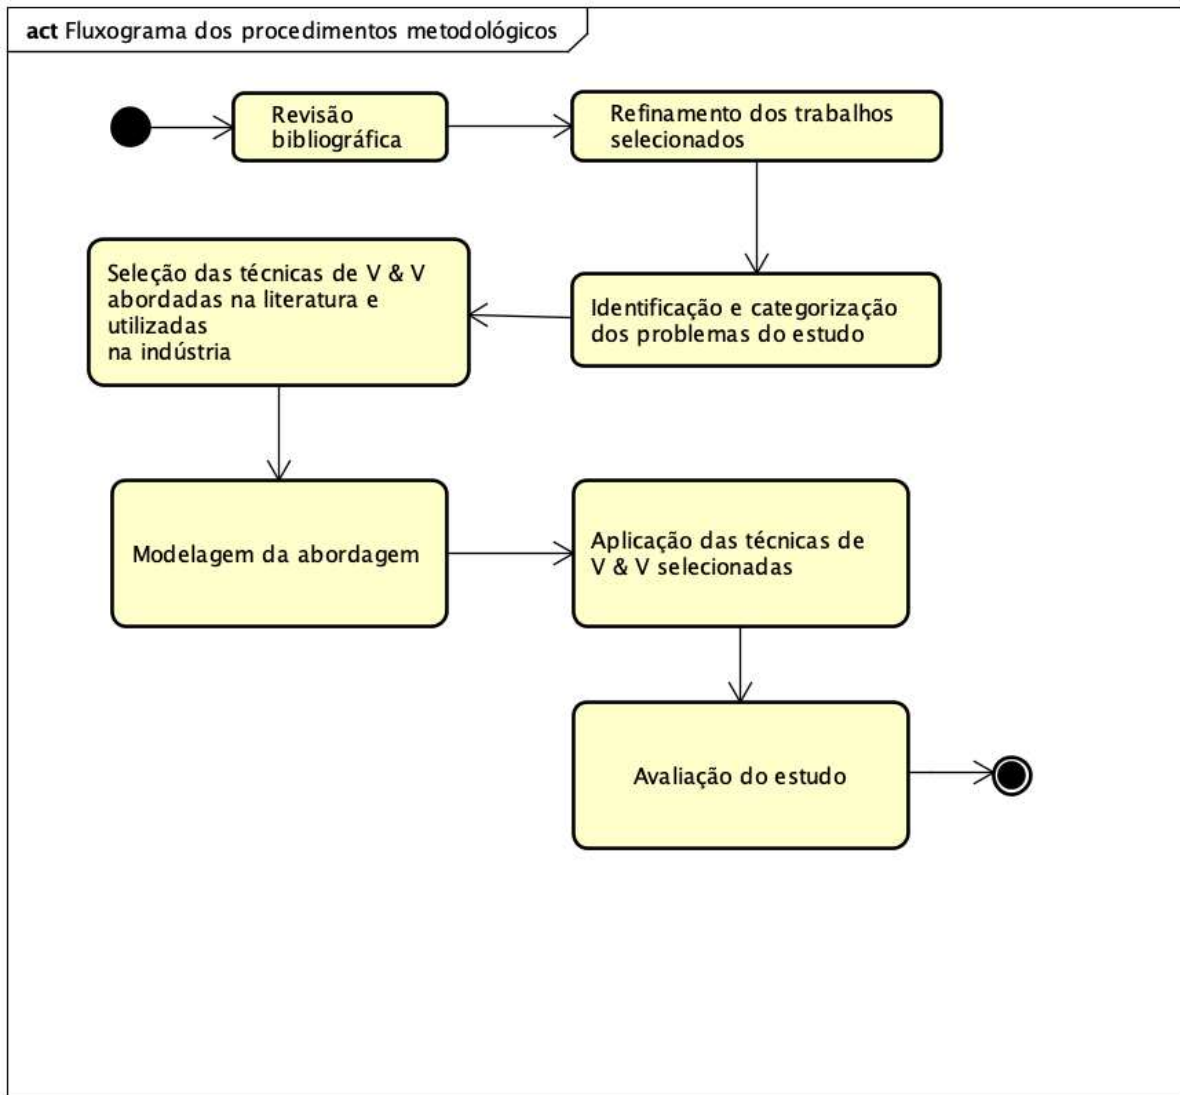 act Fluxograma dos procedimentos metodológicos
Revisão
bibliográfica
Refinamento dos trabalhos
selecionados
Identificação e categorização
dos problemas do estudo
Seleção das técnicas de V & V
abordadas na literatura e
utilizadas
na indústria
Modelagem da abordagem
Aplicação das técnicas de
V & V selecionadas
Avaliação do estudo